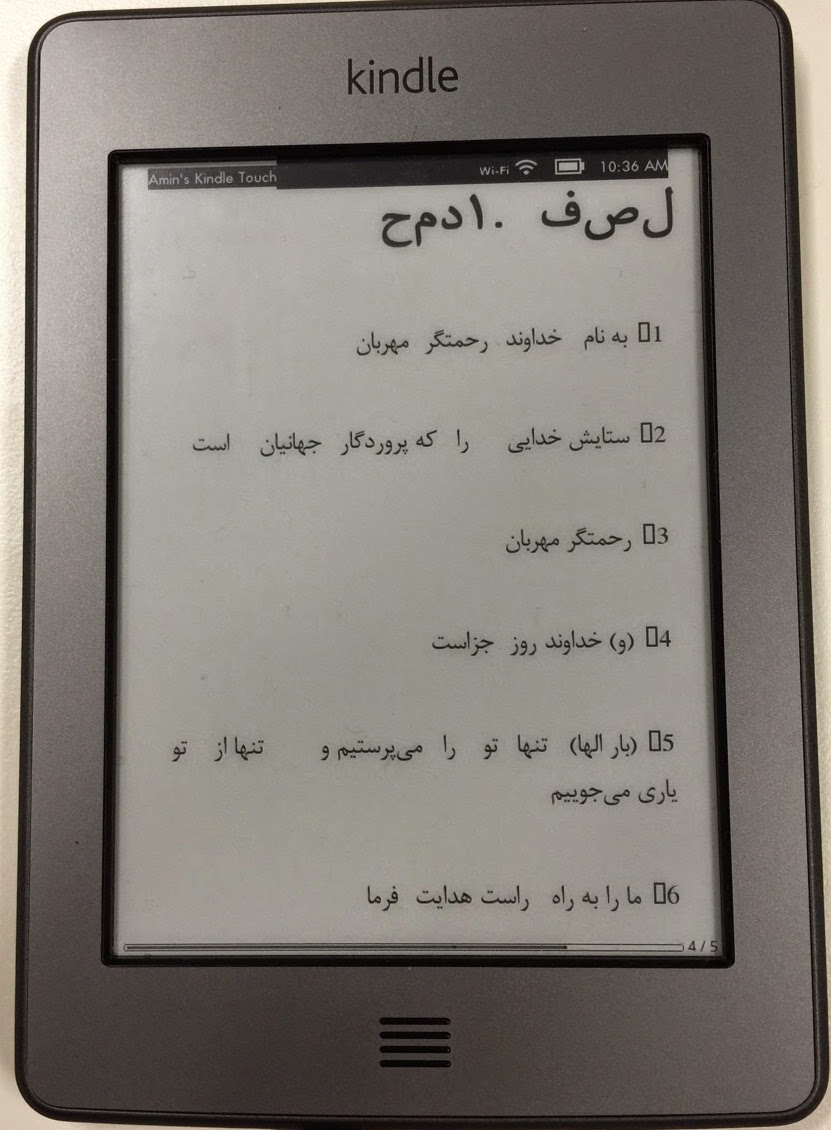 kindle
Amin's Kindle Touch
Wi-Fi 10:36 AM
لصف .۱دمح
1▯ به نام خداوند رحمتگر مهربان
2▯ ستایش خدایی را که پروردگار جهانیان است
3▯ رحمتگر مهربان
4▯ (و) خداوند روز جزاست
5▯ (بار الها) تنها تو را می‌پرستیم و تنها از تو
یاری می‌جوییم
6▯ ما را به راه راست هدایت فرما
4 / 5